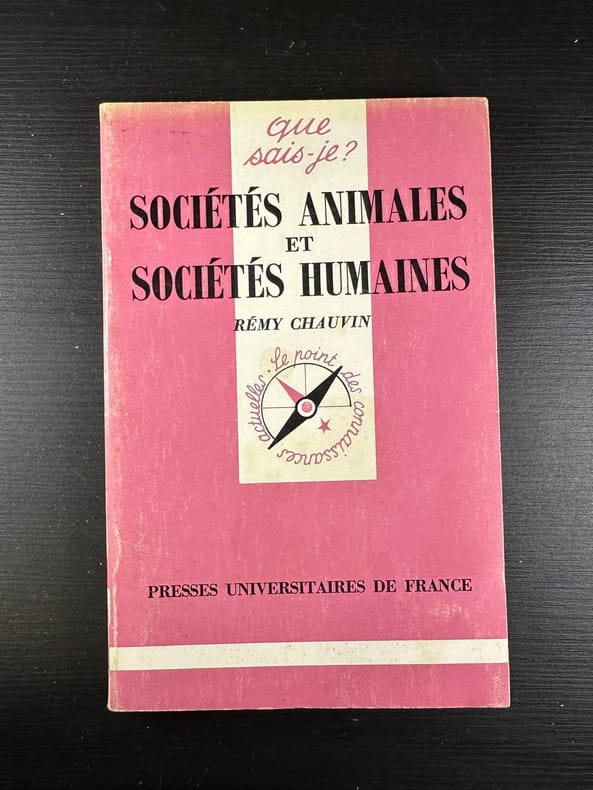 que
sais-je?
SOCIÉTÉS ANIMALES
ET
SOCIÉTÉS HUMAINES
RÉMY CHAUVIN
Le point des connaissances actuelles.
PRESSES UNIVERSITAIRES DE FRANCE